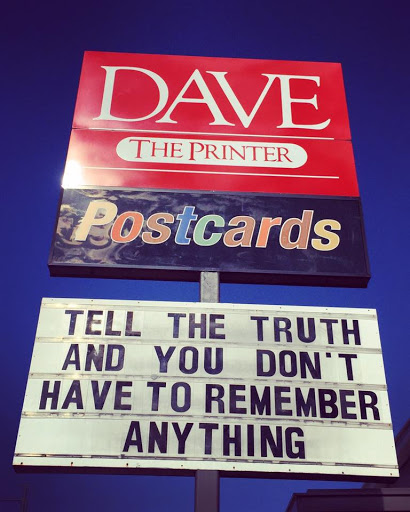 DAVE
THE PRINTER
Postcards
TELL THE TRUTH
AND YOU DON'T
HAVE TO REMEMBER
ANYTHING